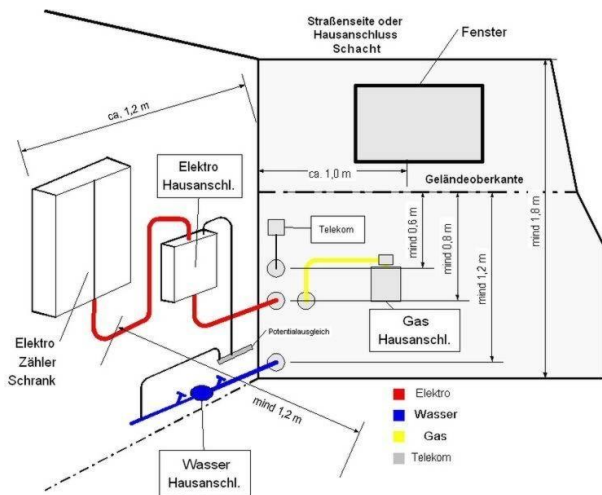 Straßenseite oder
Hausanschluss
Schacht
Fenster
ca. 1,2 m
Elektro
Hausanschl.
ca. 1,0 m
Geländeoberkante
mind 0,6 m
mind 0,8 m
mind 1,2 m
mind 1,8 m
Telekom
Gas
Hausanschl.
Potentialausgleich
Elektro
Zähler
Schrank
mind 1,2 m
Wasser
Hausanschl.
Elektro
Wasser
Gas
Telekom